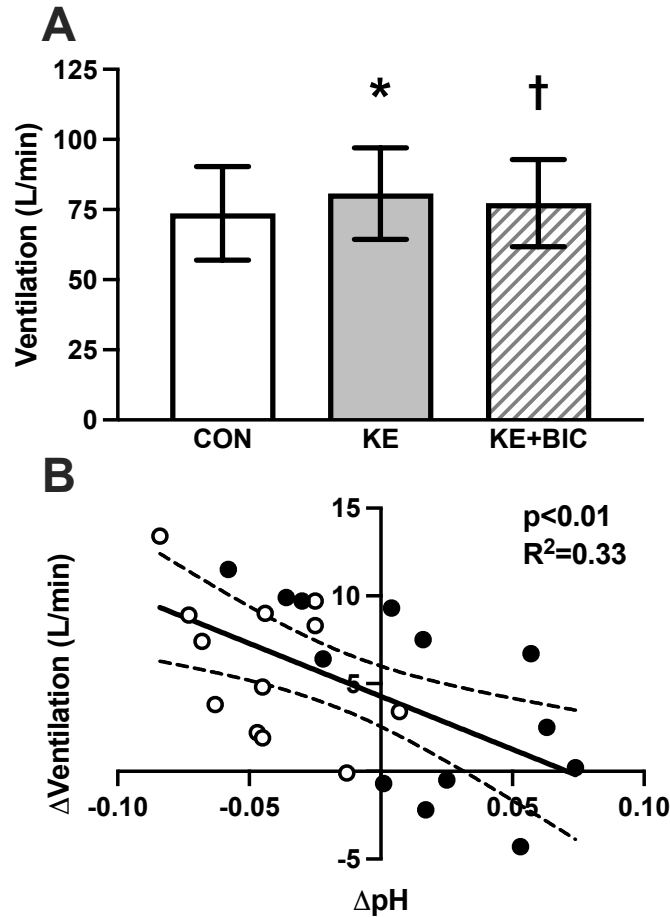 A
Ventilation (L/min)
125
100
75
50
25
0
*
†
CON KE KE+BIC
B
ΔVentilation (L/min)
15
10
5
-5
p<0.01
R²=0.33
-0.10 -0.05 0.05 0.10
ΔpH